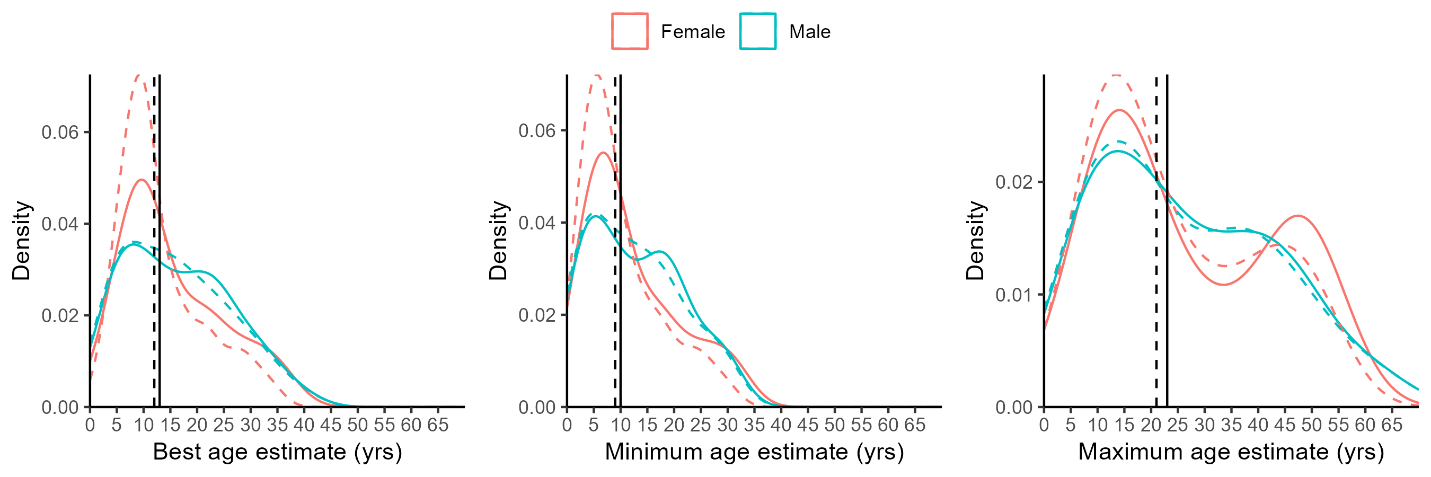 Female Male
Density
0.06
0.04
0.02
0.00
0 5 10 15 20 25 30 35 40 45 50 55 60 65
Best age estimate (yrs)
Density
0.06
0.04
0.02
0.00
0 5 10 15 20 25 30 35 40 45 50 55 60 65
Minimum age estimate (yrs)
Density
0.02
0.01
0.00
0 5 10 15 20 25 30 35 40 45 50 55 60 65
Maximum age estimate (yrs)